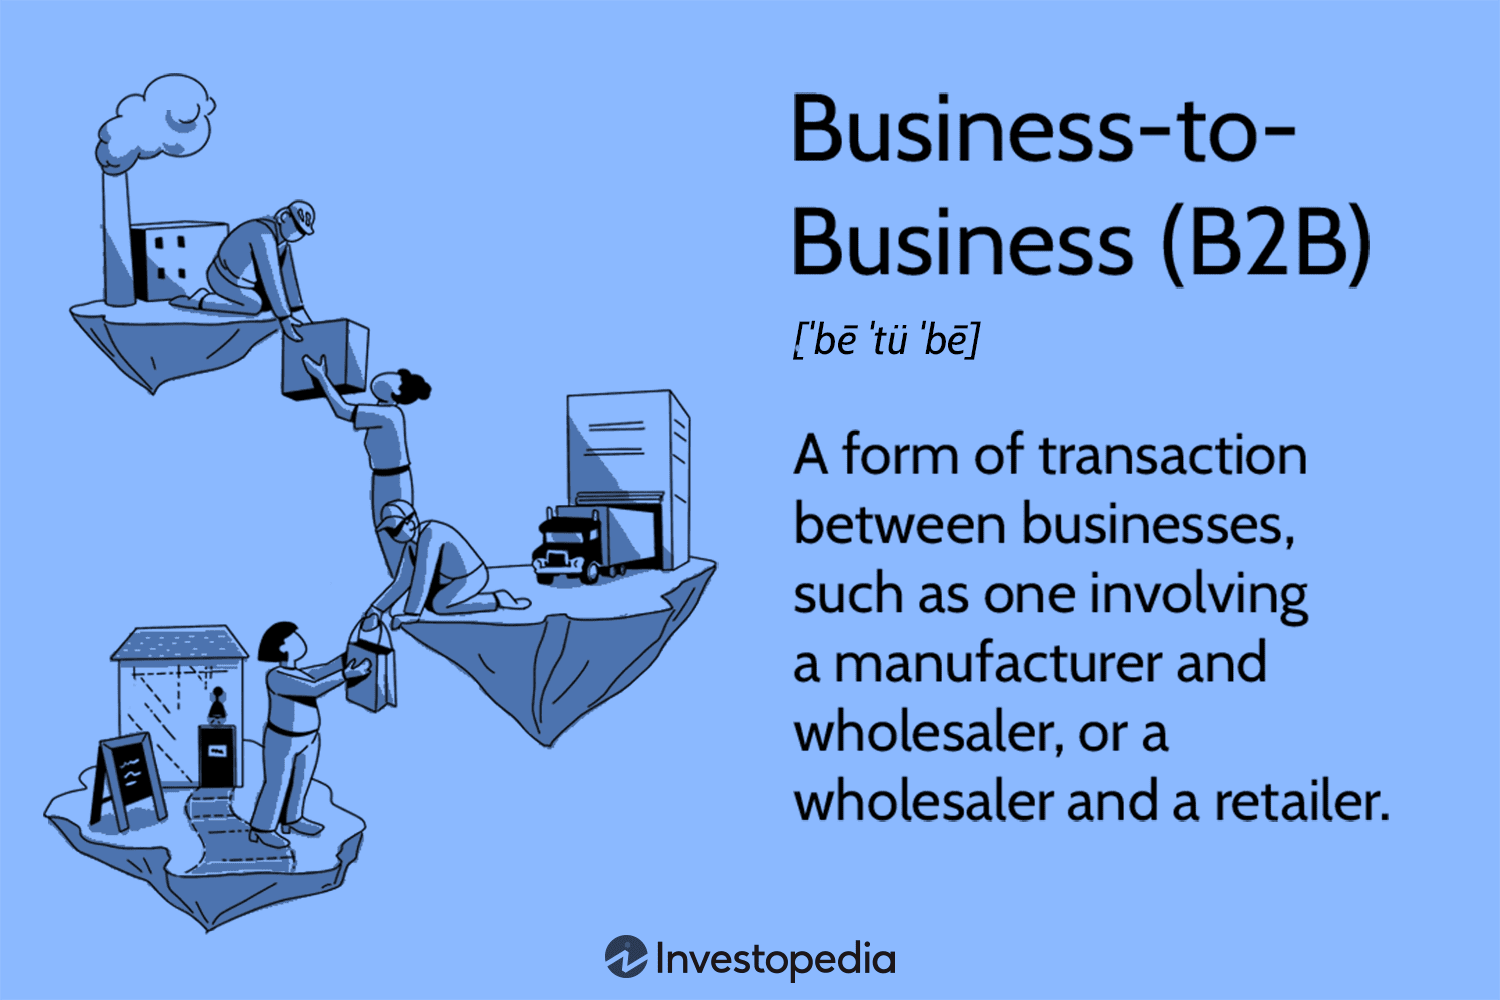 Business-to-
Business (B2B)
[ˈbē ˈtü ˈbē]
A form of transaction
between businesses,
such as one involving
a manufacturer and
wholesaler, or a
wholesaler and a retailer.
Investopedia